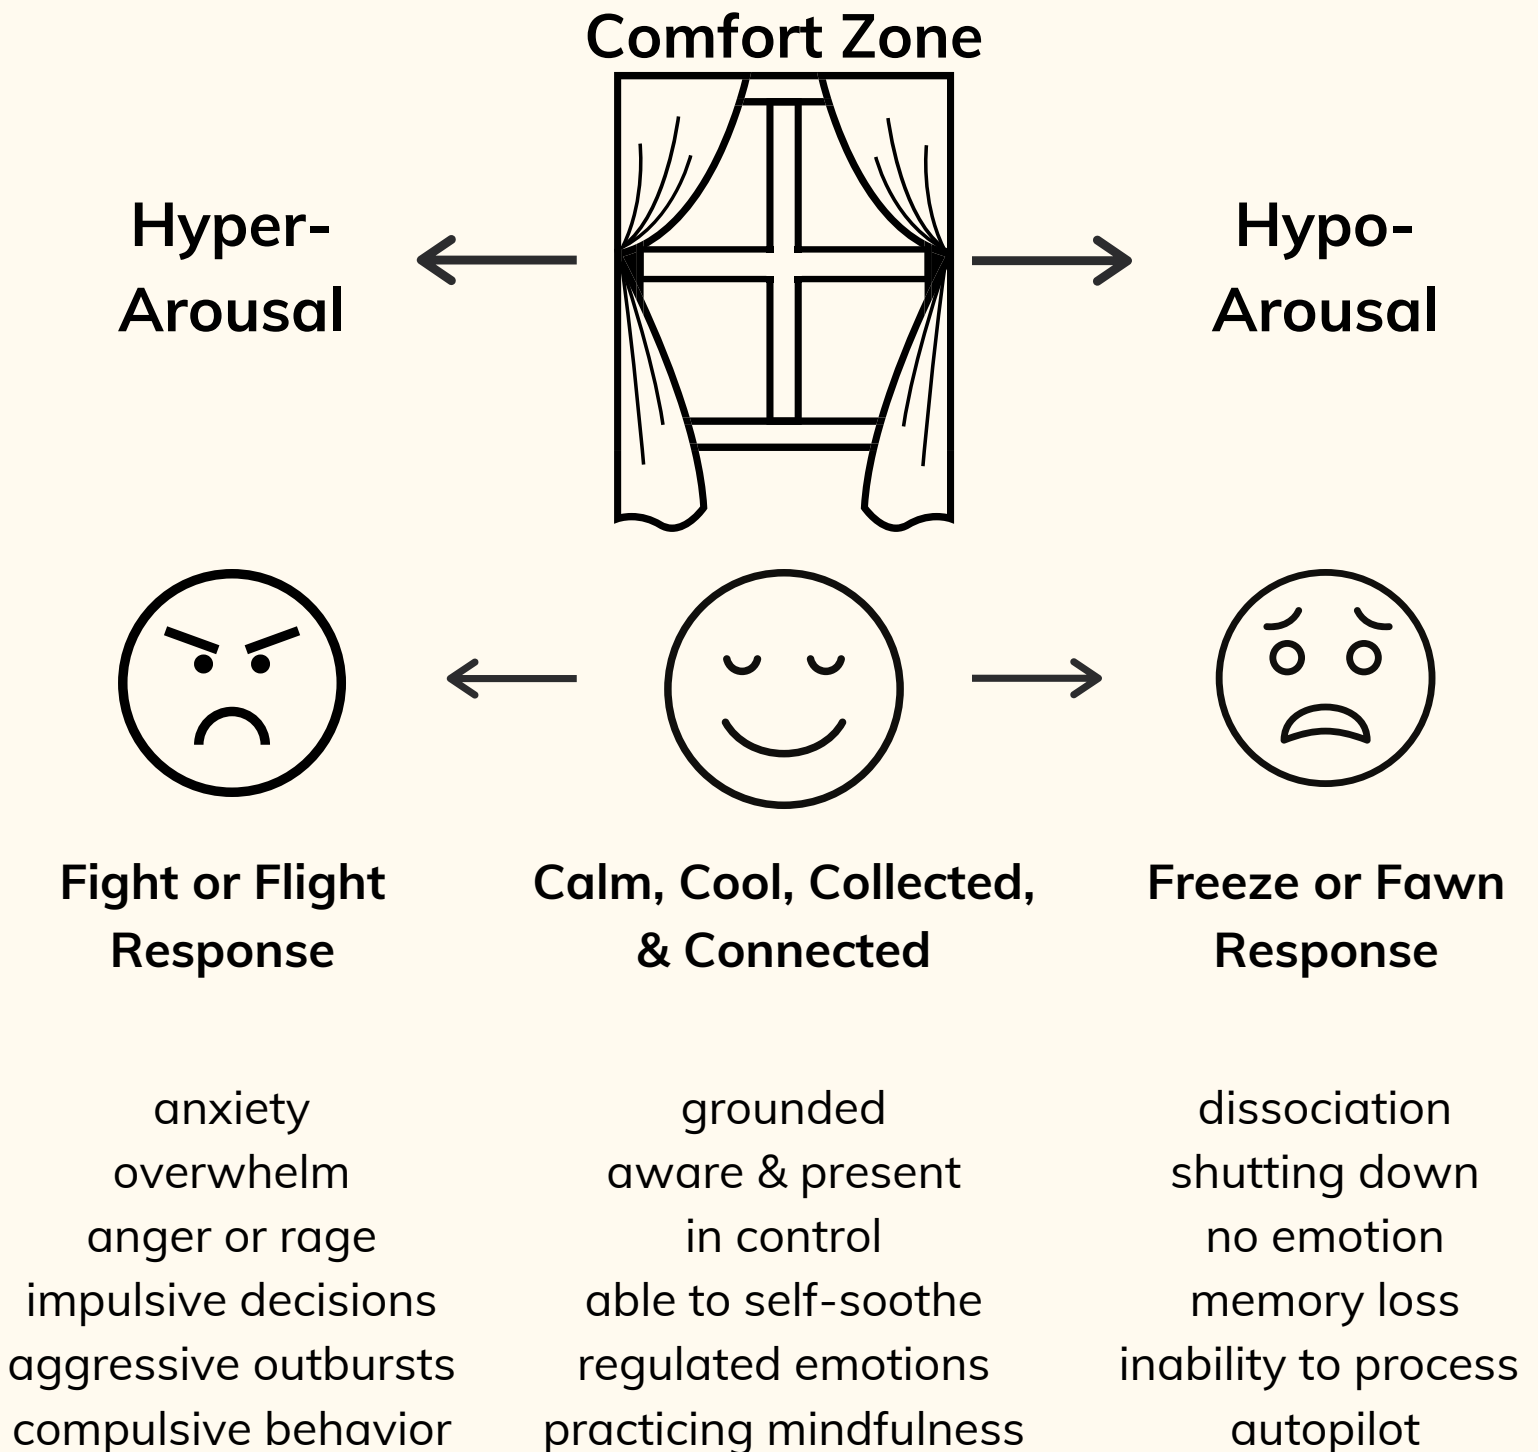 Comfort Zone
Hyper-
Arousal
Hypo-
Arousal
Fight or Flight
Response
Calm, Cool, Collected,
& Connected
Freeze or Fawn
Response
anxiety
overwhelm
anger or rage
impulsive decisions
aggressive outbursts
compulsive behavior
grounded
aware & present
in control
able to self-soothe
regulated emotions
practicing mindfulness
dissociation
shutting down
no emotion
memory loss
inability to process
autopilot